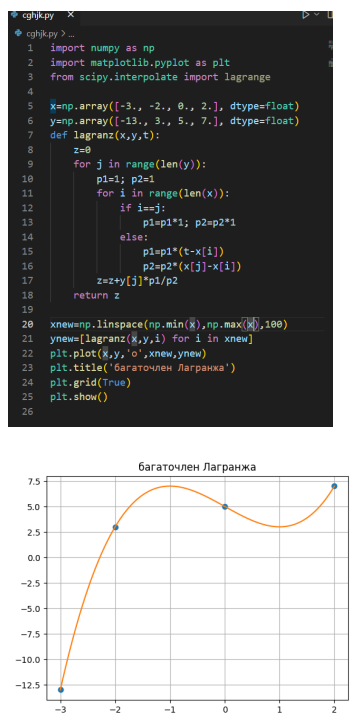 cghjk.py ×
cghjk.py > ...
1 import numpy as np
2 import matplotlib.pyplot as plt
3 from scipy.interpolate import lagrange
4
5 x=np.array([-3., -2., 0., 2.], dtype=float)
6 y=np.array([-13., 3., 5., 7.], dtype=float)
7 def lagranz(x,y,t):
8     z=0
9     for j in range(len(y)):
10         p1=1; p2=1
11         for i in range(len(x)):
12             if i==j:
13                 p1=p1*1; p2=p2*1
14             else:
15                 p1=p1*(t-x[i])
16                 p2=p2*(x[j]-x[i])
17         z=z+y[j]*p1/p2
18     return z
19
20 xnew=np.linspace(np.min(x),np.max(x),100)
21 ynew=[lagranz(x,y,i) for i in xnew]
22 plt.plot(x,y,'o',xnew,ynew)
23 plt.title('багаточлен Лагранжа')
24 plt.grid(True)
25 plt.show()
26
багаточлен Лагранжа
7.5
5.0
2.5
0.0
−2.5
−5.0
−7.5
−10.0
−12.5
−3 −2 −1 0 1 2